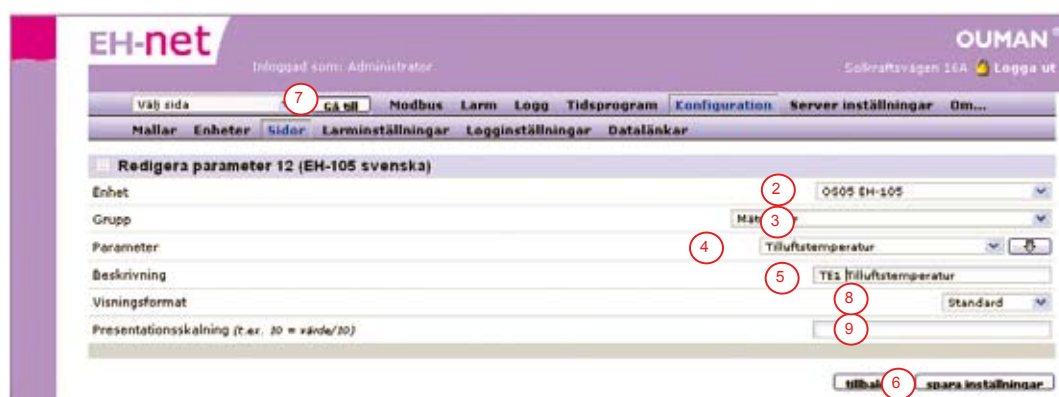 EH-net
OUMAN
Inloggad som: Administrator
Solkraftsvägen 16A Logga ut
Välj sida 7 Gå till Modbus Larm Logg Tidsprogram Konfiguration Server inställningar Om...
Mallar Enheter Sidor Larminställningar Logginställningar Datalänkar
Redigera parameter 12 (EH-105 svenska)
Enhet 2 OS05 EH-105
Grupp 3
Parameter 4 Tilluftstemperatur
Beskrivning 5 TE1 Tilluftstemperatur
Visningsformat 8 Standard
Presentationsskalning (t.ex. 10 = värde/10) 9
6 spara inställningar